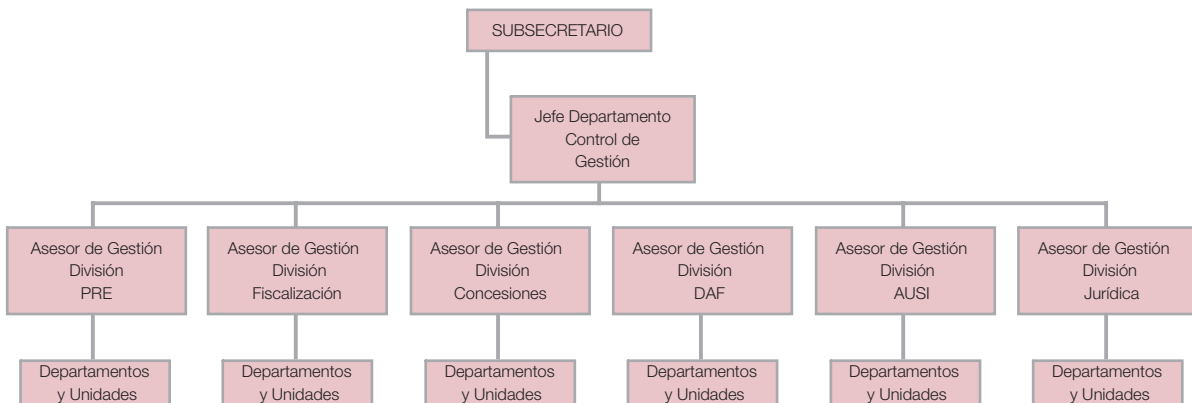 SUBSECRETARIO
Jefe Departamento
Control de
Gestión
Asesor de Gestión
División
PRE
Asesor de Gestión
División
Fiscalización
Asesor de Gestión
División
Concesiones
Asesor de Gestión
División
DAF
Asesor de Gestión
División
AUSI
Asesor de Gestión
División
Jurídica
Departamentos
y Unidades
Departamentos
y Unidades
Departamentos
y Unidades
Departamentos
y Unidades
Departamentos
y Unidades
Departamentos
y Unidades